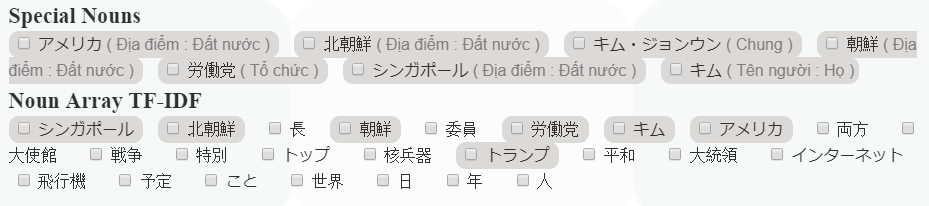 Special Nouns
アメリカ ( Địa điểm : Đất nước ) 北朝鮮 ( Địa điểm : Đất nước ) キム・ジョンウン ( Chung ) 朝鮮 ( Địa
điểm : Đất nước ) 労働党 ( Tổ chức ) シンガポール ( Địa điểm : Đất nước ) キム ( Tên người : Họ )
Noun Array TF-IDF
シンガポール 北朝鮮 長 朝鮮 委員 労働党 キム アメリカ 両方
大使館 戦争 特別 トップ 核兵器 トランプ 平和 大統領 インターネット
飛行機 予定 こと 世界 日 年 人